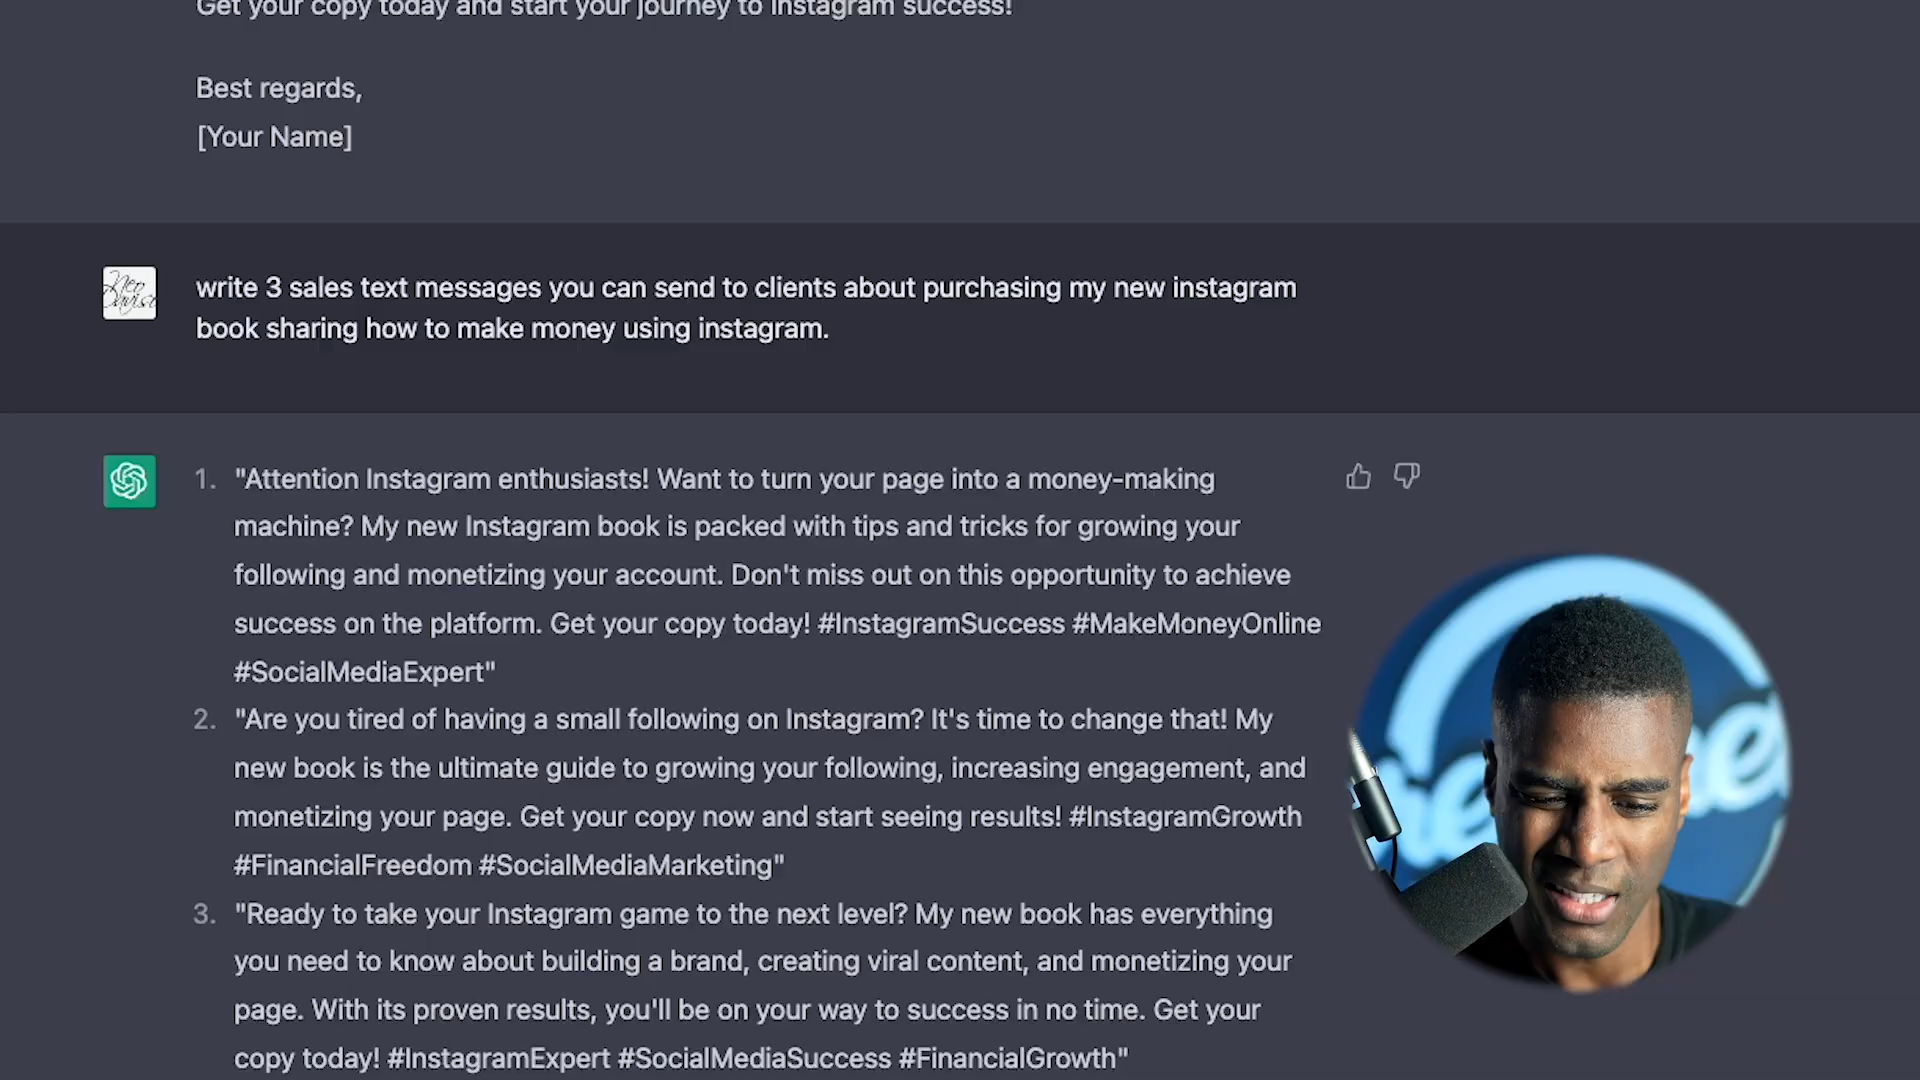 Get your copy today and start your journey to Instagram success!
Best regards,
[Your Name]
write 3 sales text messages you can send to clients about purchasing my new instagram
book sharing how to make money using instagram.
1. "Attention Instagram enthusiasts! Want to turn your page into a money-making
machine? My new Instagram book is packed with tips and tricks for growing your
following and monetizing your account. Don't miss out on this opportunity to achieve
success on the platform. Get your copy today! #InstagramSuccess #MakeMoneyOnline
#SocialMediaExpert"
2. "Are you tired of having a small following on Instagram? It's time to change that! My
new book is the ultimate guide to growing your following, increasing engagement, and
monetizing your page. Get your copy now and start seeing results! #InstagramGrowth
#FinancialFreedom #SocialMediaMarketing"
3. "Ready to take your Instagram game to the next level? My new book has everything
you need to know about building a brand, creating viral content, and monetizing your
page. With its proven results, you'll be on your way to success in no time. Get your
copy today! #InstagramExpert #SocialMediaSuccess #FinancialGrowth"